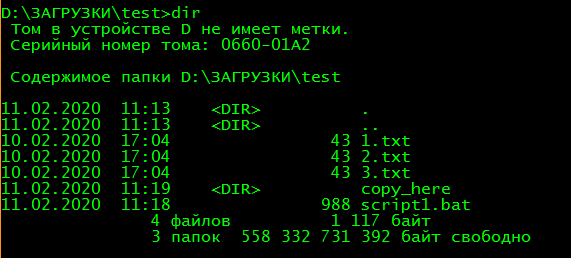 D:\ЗАГРУЗКИ\test>dir
Том в устройстве D не имеет метки.
Серийный номер тома: 0660-01A2
Содержимое папки D:\ЗАГРУЗКИ\test
11.02.2020 11:13 <DIR> .
11.02.2020 11:13 <DIR> ..
10.02.2020 17:04 43 1.txt
10.02.2020 17:04 43 2.txt
10.02.2020 17:04 43 3.txt
11.02.2020 11:19 <DIR> copy_here
11.02.2020 11:18 988 script1.bat
4 файлов 1 117 байт
3 папок 558 332 731 392 байт свободно